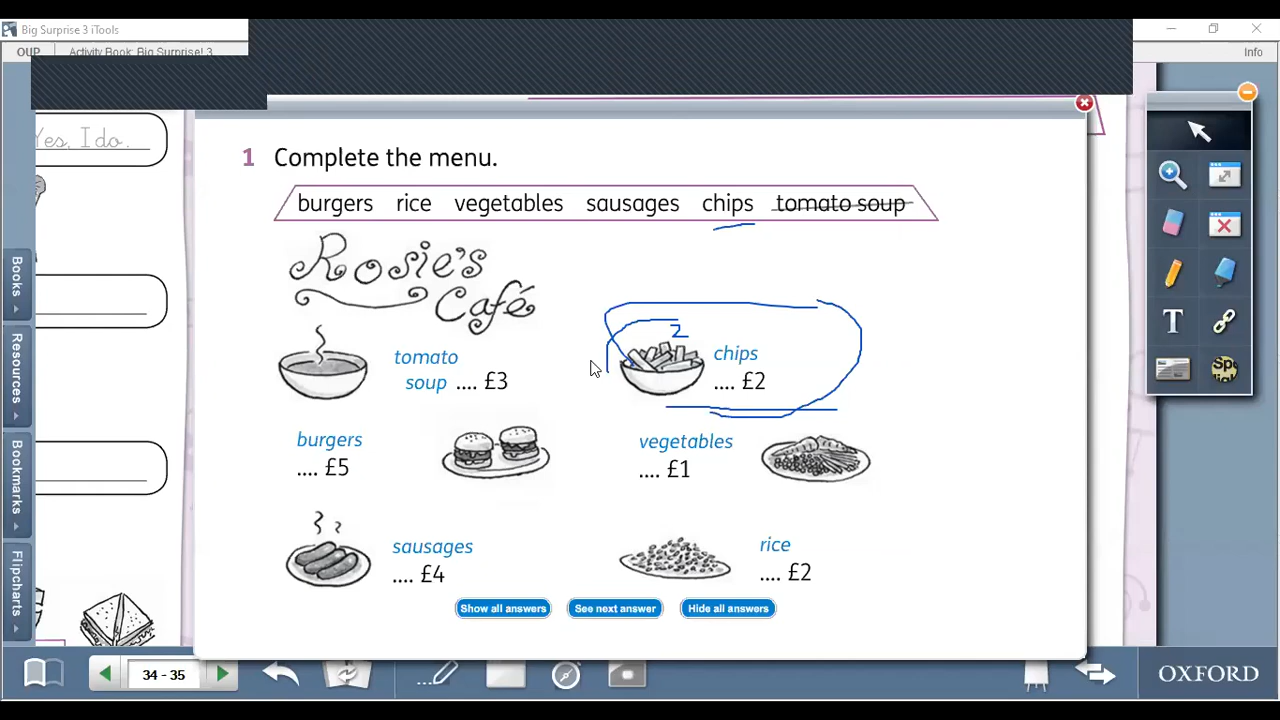 Big Surprise 3 iTools
OUP Activity Book: Big Surprise! 3 Info
Yes, I do.
1 Complete the menu.
burgers rice vegetables sausages chips tomato soup
Rosie's
Café
2
tomato
soup .... £3
chips
.... £2
burgers
.... £5
vegetables
.... £1
sausages
.... £4
rice
.... £2
Show all answers See next answer Hide all answers
Books
Resources
Bookmarks
Flipcharts
T
34 - 35
OXFORD